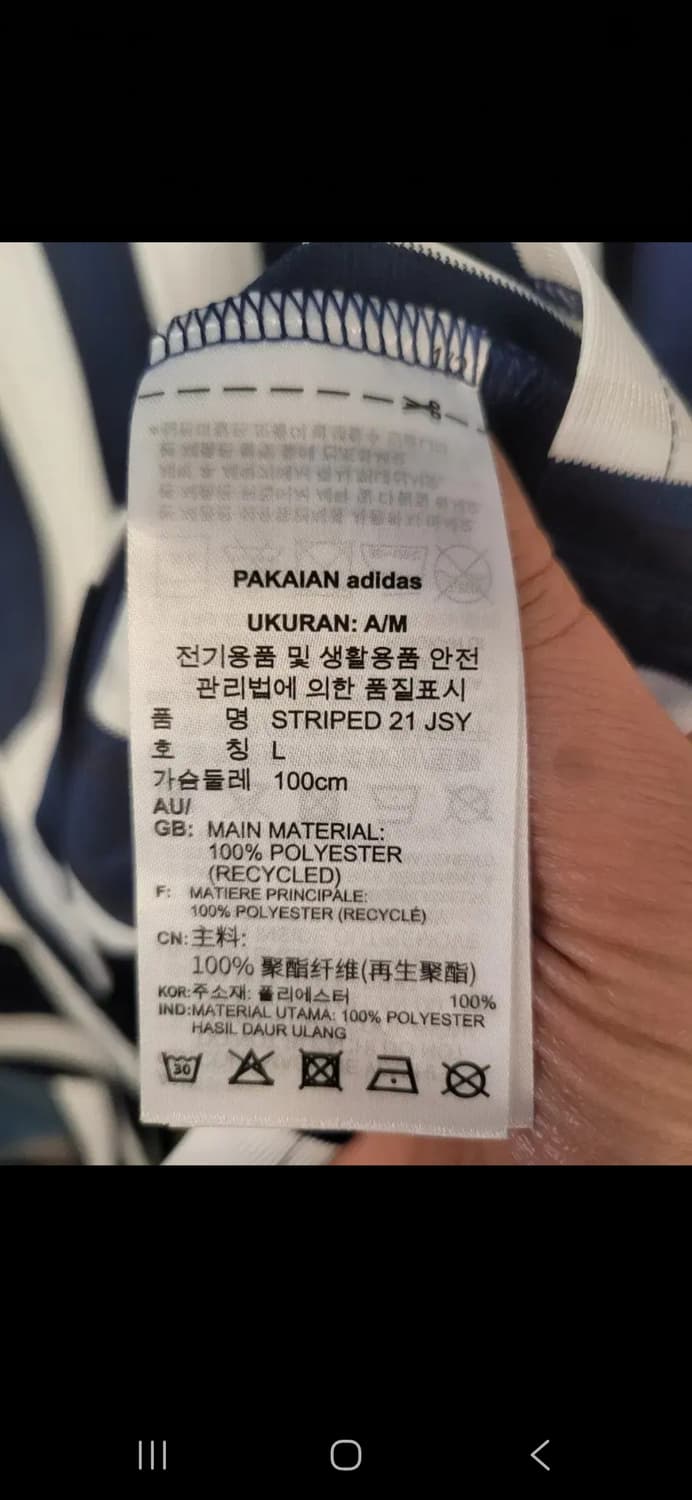 PAKAIAN adidas
UKURAN: A/M
전기용품 및 생활용품 안전
관리법에 의한 품질표시
품 명 STRIPED 21 JSY
호 칭 L
가슴둘레 100cm
AU/
GB: MAIN MATERIAL:
100% POLYESTER
(RECYCLED)
F: MATIERE PRINCIPALE:
100% POLYESTER (RECYCLÉ)
CN: 主料:
100% 聚酯纤维(再生聚酯)
KOR:주소재: 폴리에스터 100%
IND:MATERIAL UTAMA: 100% POLYESTER
HASIL DAUR ULANG
30